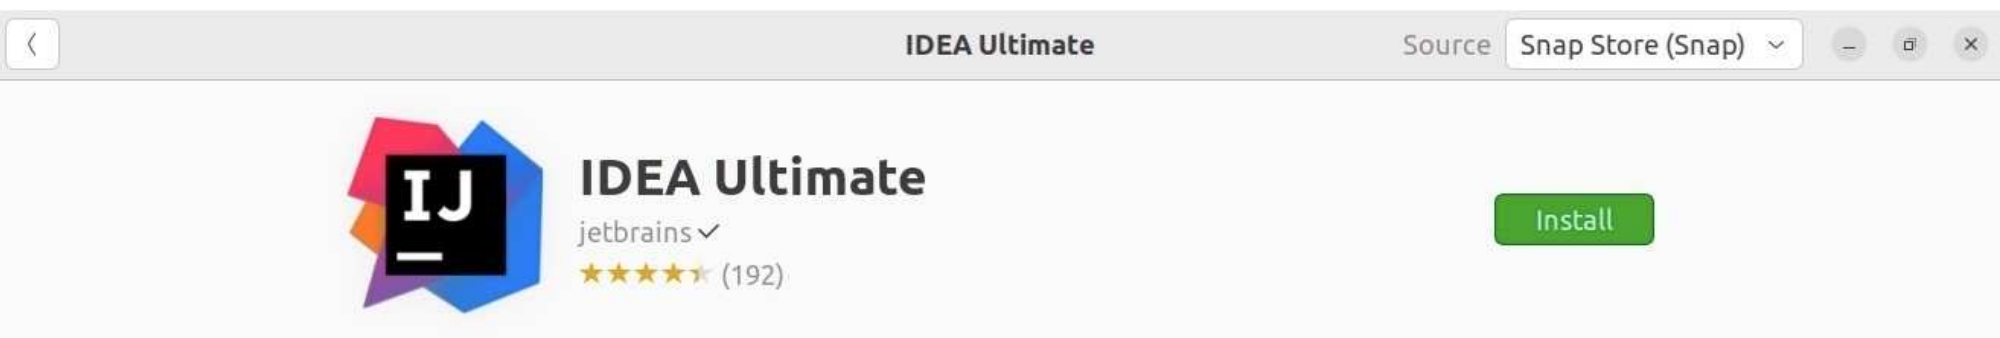 IDEA Ultimate
Source Snap Store (Snap)
IJ
IDEA Ultimate
jetbrains
(192)
Install